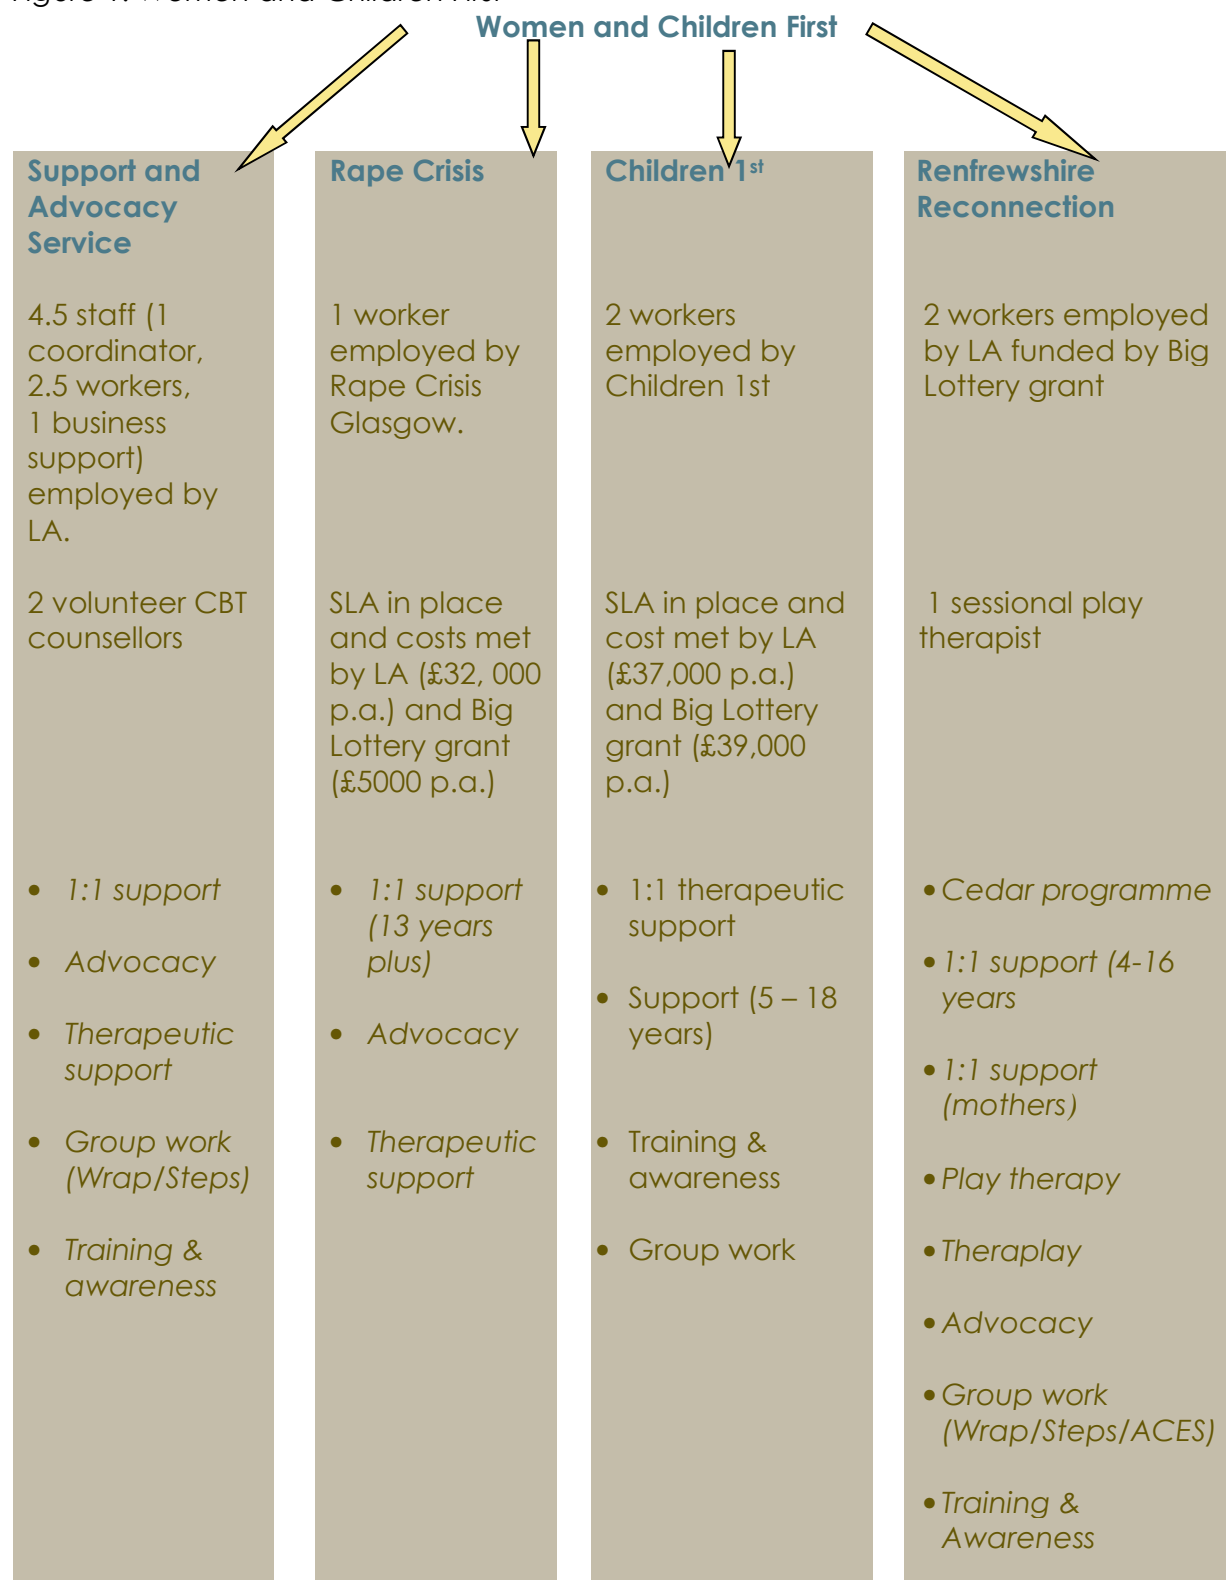 Women and Children First
Support and
Advocacy
Service
4.5 staff (1
coordinator,
2.5 workers,
1 business
support)
employed by
LA.
2 volunteer CBT
counsellors
• 1:1 support
• Advocacy
• Therapeutic
support
• Group work
(Wrap/Steps)
• Training &
awareness
Rape Crisis
1 worker
employed by
Rape Crisis
Glasgow.
SLA in place
and costs met
by LA (£32, 000
p.a.) and Big
Lottery grant
(£5000 p.a.)
• 1:1 support
(13 years
plus)
• Advocacy
• Therapeutic
support
Children 1st
2 workers
employed by
Children 1st
SLA in place and
cost met by LA
(£37,000 p.a.)
and Big Lottery
grant (£39,000
p.a.)
• 1:1 therapeutic
support
• Support (5 – 18
years)
• Training &
awareness
• Group work
Renfrewshire
Reconnection
2 workers employed
by LA funded by Big
Lottery grant
1 sessional play
therapist
• Cedar programme
• 1:1 support (4-16
years
• 1:1 support
(mothers)
• Play therapy
• Theraplay
• Advocacy
• Group work
(Wrap/Steps/ACES)
• Training &
Awareness